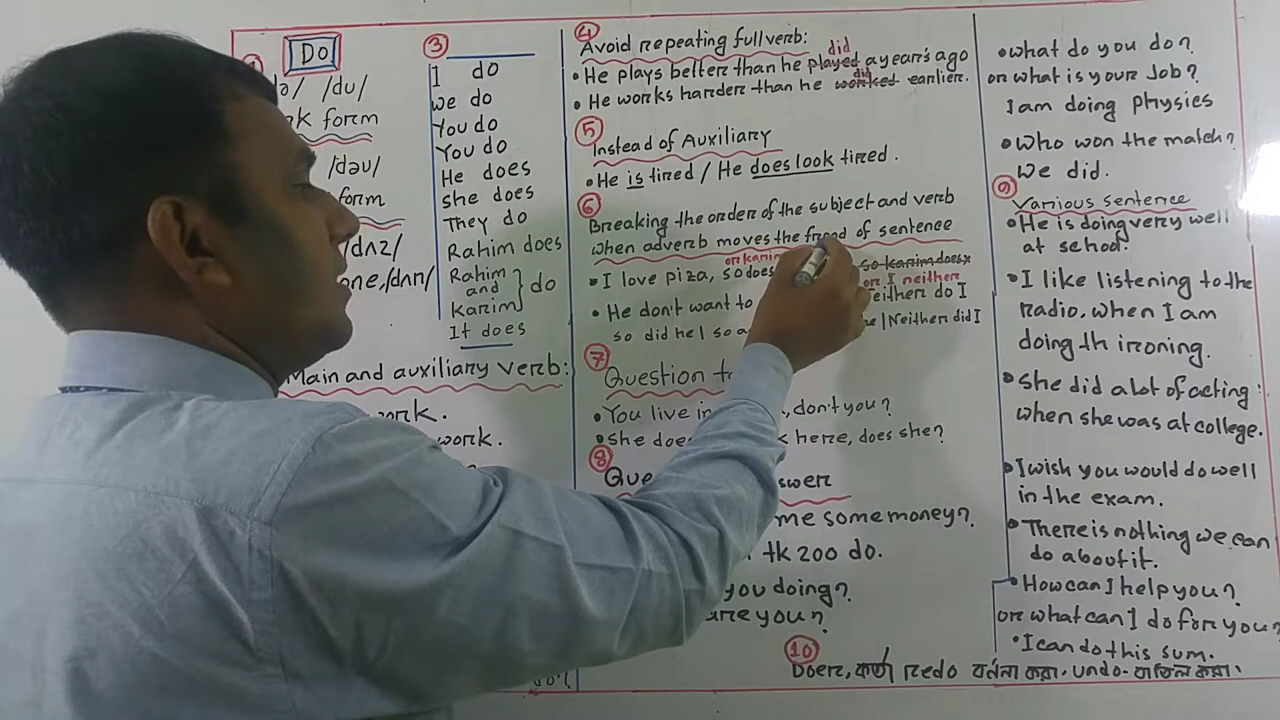 Do
/dʊ/
form
/dəʊ/
form
/dʌz/
/dʌn/
Main and auxiliary verb:
work.
work.
③
I do
we do
You do
You do
He does
she does
They do
Rahim does
Rahim
and
karim
do
It does
④
Avoid repeating full verb:
did
• He plays better than he played a year's ago
did
• He works harder than he worked earlier.
⑤
Instead of Auxiliary
• He is tired / He does look tired.
⑥
Breaking the order of the subject and verb
when adverb moves the of sentence
or karim
• I love piza, so does so karim does x
or I neither
• He don't want to Neither do I
so did he | so Neither did I
⑦
Question
• You live in , don't you?
• she does here, does she?
⑧
me some money?
tk 200 do.
you doing?
are you?
• what do you do?
or what is your Job?
I am doing physics
• Who won the match?
we did.
⑨
Various sentence
• He is doing very well
at school.
• I like listening to the
radio, when I am
doing th ironing.
• she did a lot of acting
when she was at college.
• I wish you would do well
in the exam.
• There is nothing we can
do about it.
• How can I help you?
or what can I do for you?
• I can do this sum.
⑩
Doer, কর্তা redo বর্তনা করা. undo- বাতিল করা.